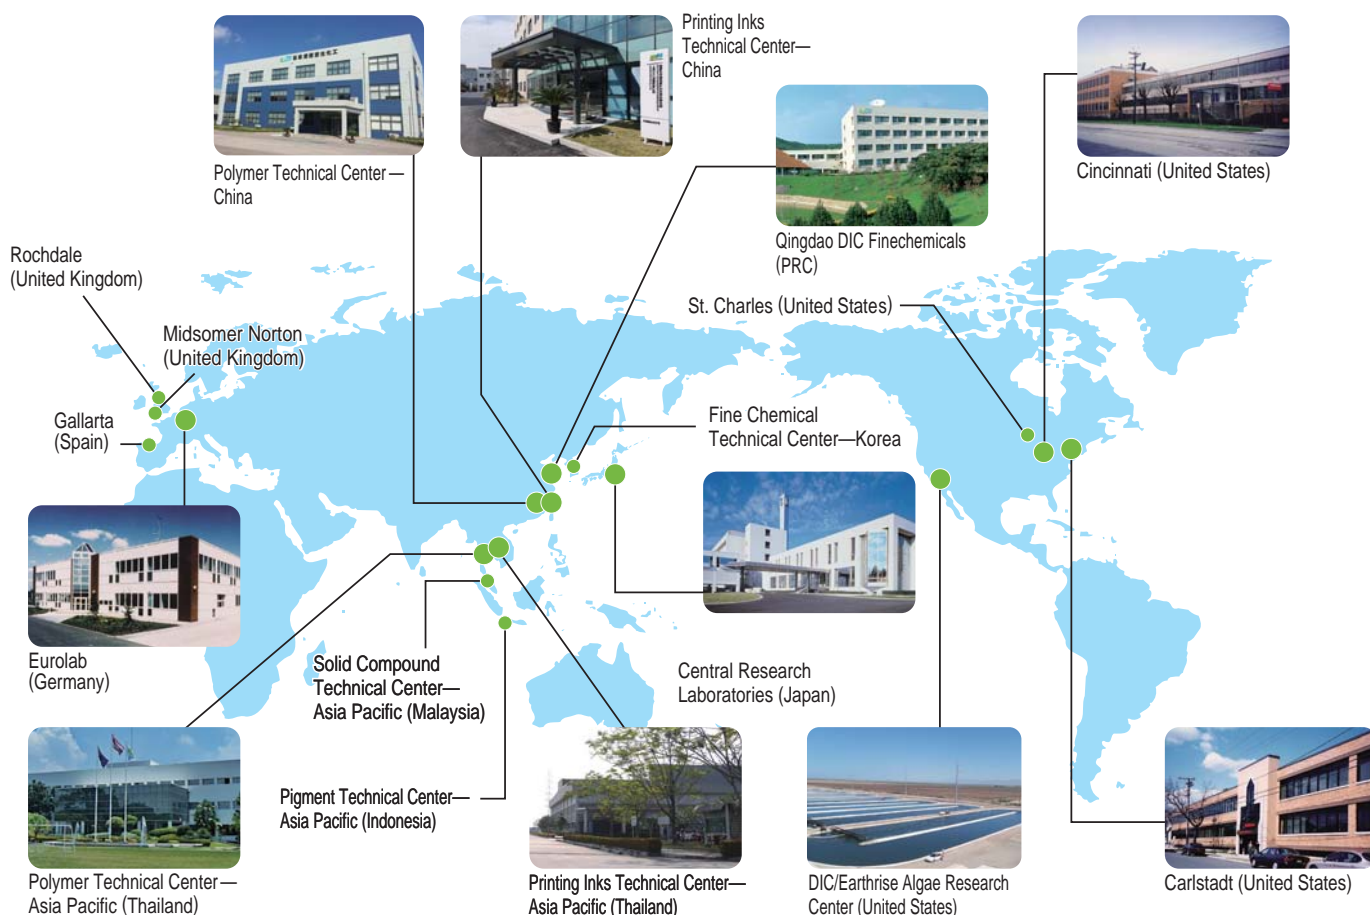 Printing Inks
Technical Center—
China
Polymer Technical Center—
China
Qingdao DIC Finechemicals
(PRC)
Cincinnati (United States)
Rochdale
(United Kingdom)
Midsomer Norton
(United Kingdom)
Gallarta
(Spain)
St. Charles (United States)
Fine Chemical
Technical Center—Korea
Eurolab
(Germany)
Solid Compound
Technical Center—
Asia Pacific (Malaysia)
Central Research
Laboratories (Japan)
Pigment Technical Center—
Asia Pacific (Indonesia)
Polymer Technical Center—
Asia Pacific (Thailand)
Printing Inks Technical Center—
Asia Pacific (Thailand)
DIC/Earthrise Algae Research
Center (United States)
Carlstadt (United States)